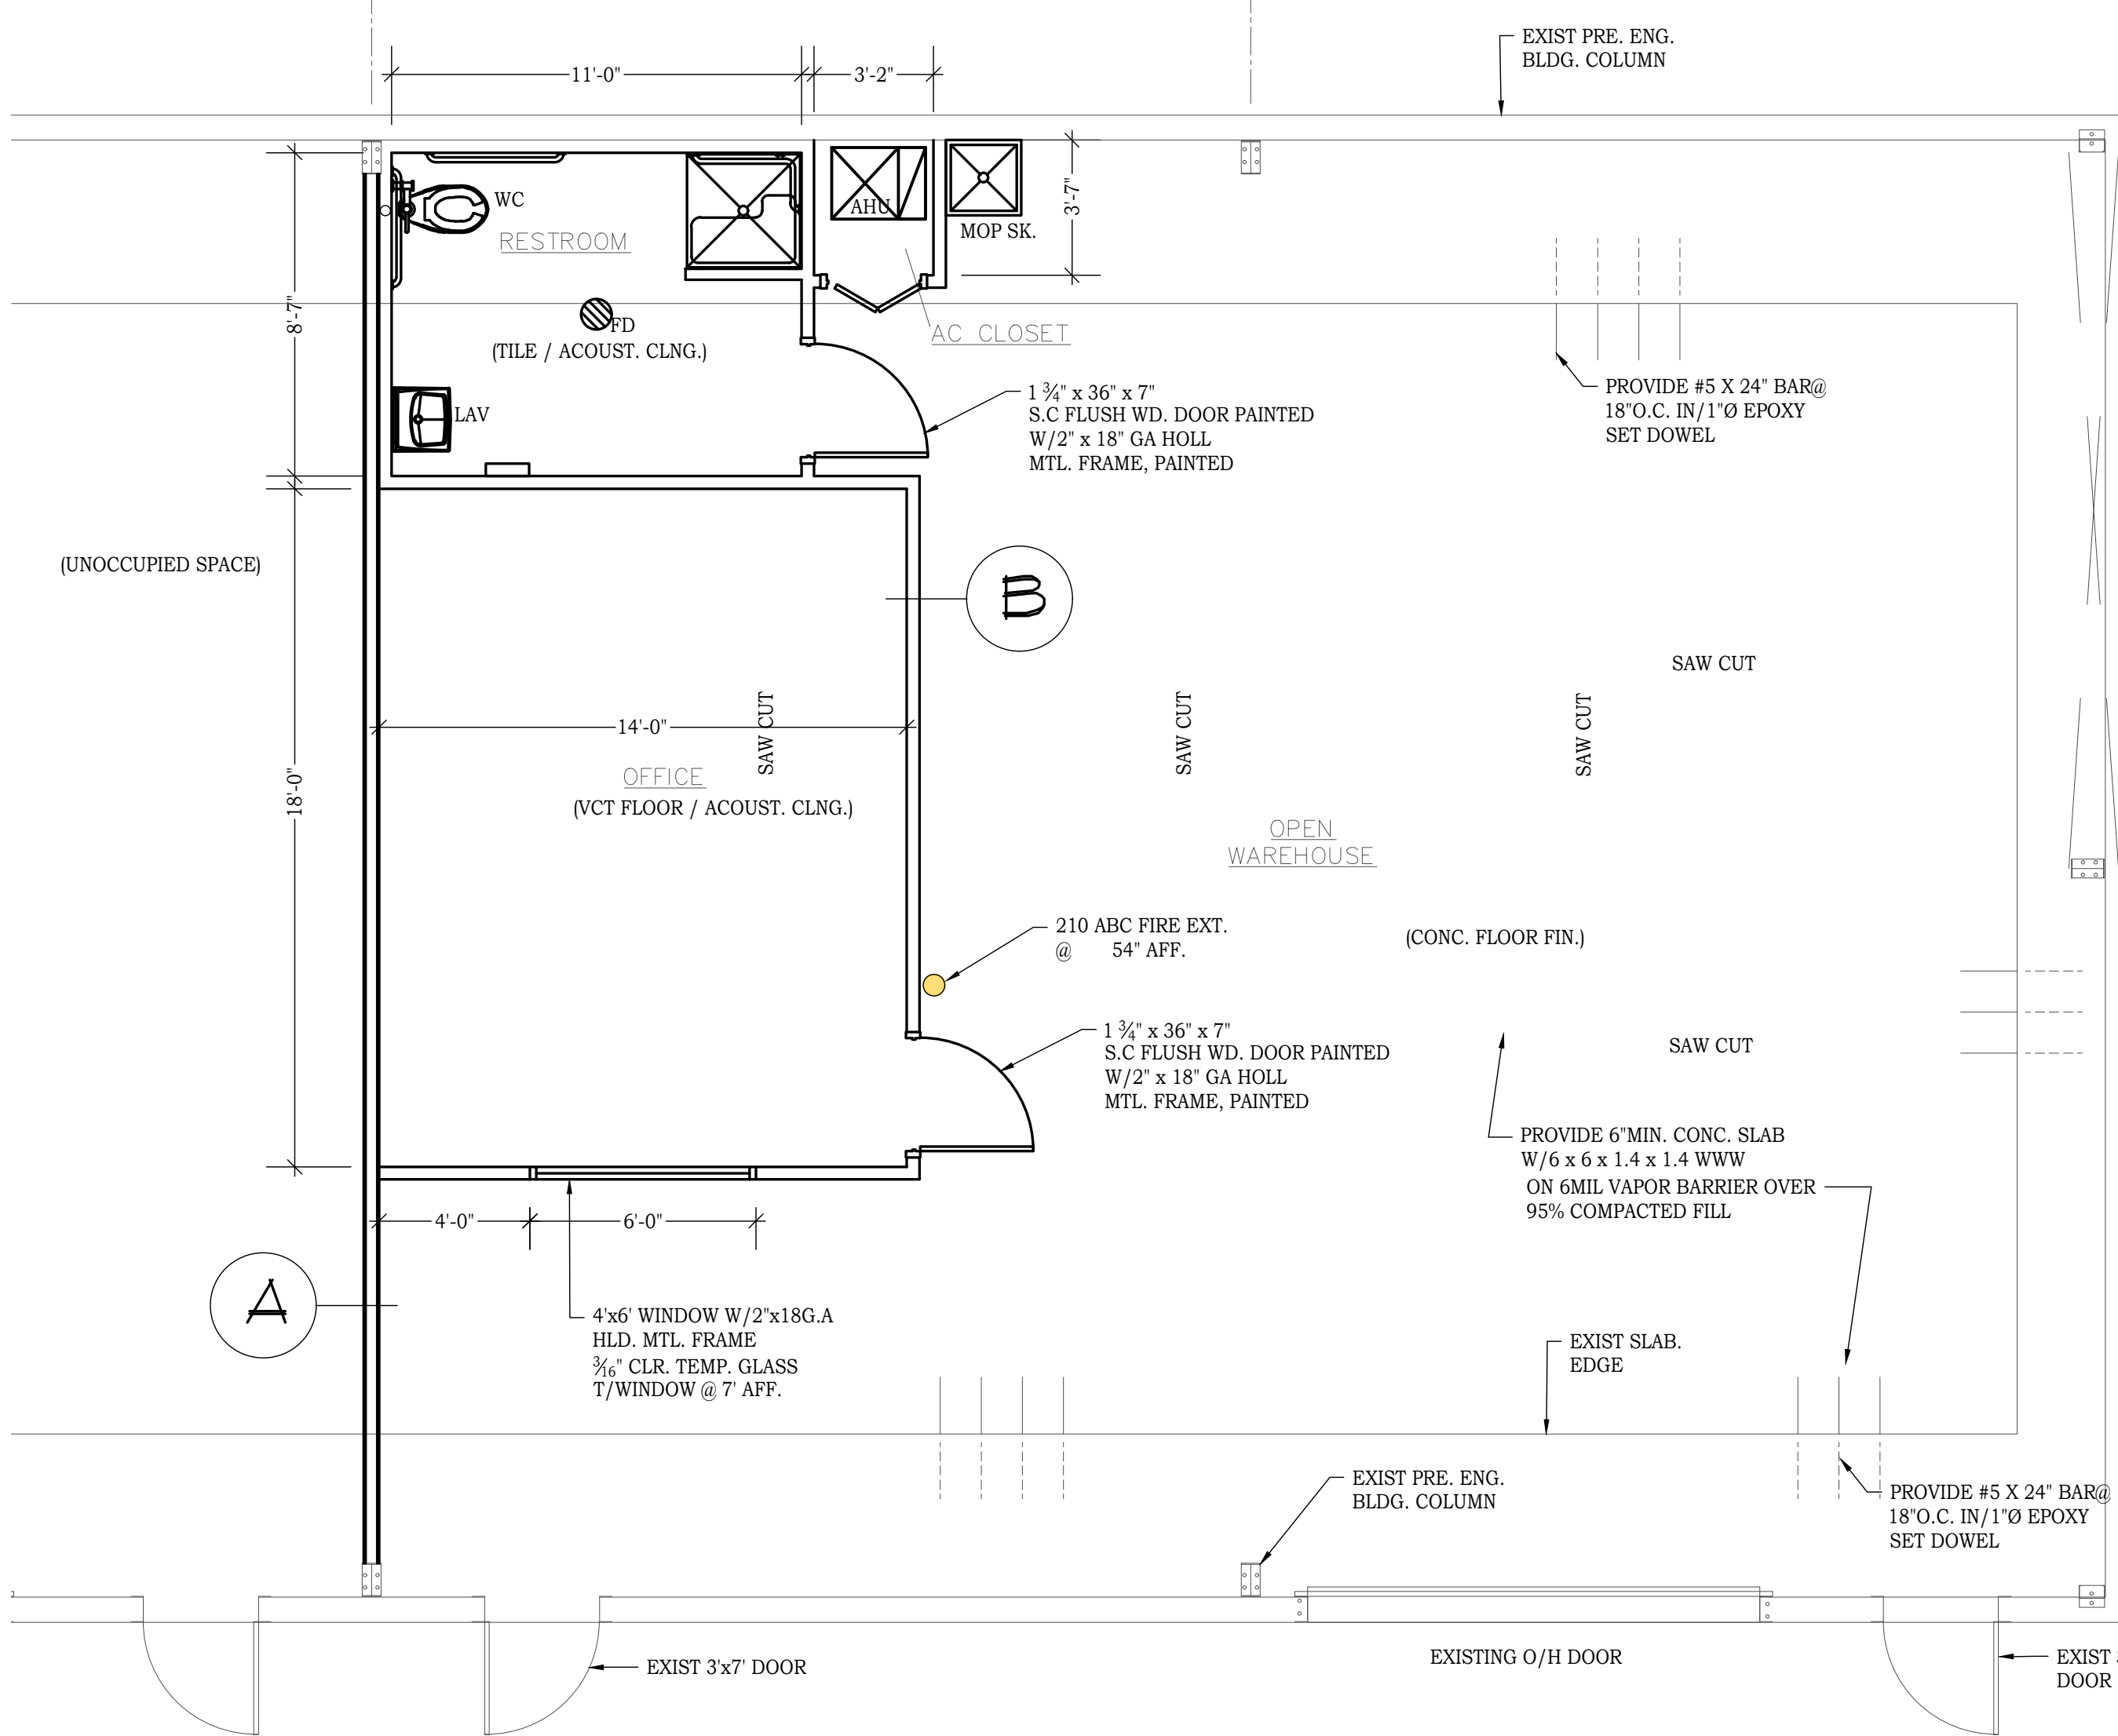 EXIST PRE. ENG.
BLDG. COLUMN
11'-0"
3'-2"
3'-7"
WC
RESTROOM
AHU
MOP SK.
8'-7"
FD
(TILE / ACOUST. CLNG.)
AC CLOSET
LAV
1 ¾" x 36" x 7"
S.C FLUSH WD. DOOR PAINTED
W/2" x 18" GA HOLL
MTL. FRAME, PAINTED
PROVIDE #5 X 24" BAR@
18"O.C. IN/1"Ø EPOXY
SET DOWEL
(UNOCCUPIED SPACE)
B
SAW CUT
SAW CUT
SAW CUT
SAW CUT
14'-0"
18'-0"
OFFICE
(VCT FLOOR / ACOUST. CLNG.)
OPEN
WAREHOUSE
210 ABC FIRE EXT.
@ 54" AFF.
(CONC. FLOOR FIN.)
1 ¾" x 36" x 7"
S.C FLUSH WD. DOOR PAINTED
W/2" x 18" GA HOLL
MTL. FRAME, PAINTED
SAW CUT
PROVIDE 6"MIN. CONC. SLAB
W/6 x 6 x 1.4 x 1.4 WWW
ON 6MIL VAPOR BARRIER OVER
95% COMPACTED FILL
4'-0"
6'-0"
A
4'x6' WINDOW W/2"x18G.A
HLD. MTL. FRAME
3/16" CLR. TEMP. GLASS
T/WINDOW @ 7' AFF.
EXIST SLAB.
EDGE
EXIST PRE. ENG.
BLDG. COLUMN
PROVIDE #5 X 24" BAR@
18"O.C. IN/1"Ø EPOXY
SET DOWEL
EXIST 3'x7' DOOR
EXISTING O/H DOOR
EXIST
DOOR